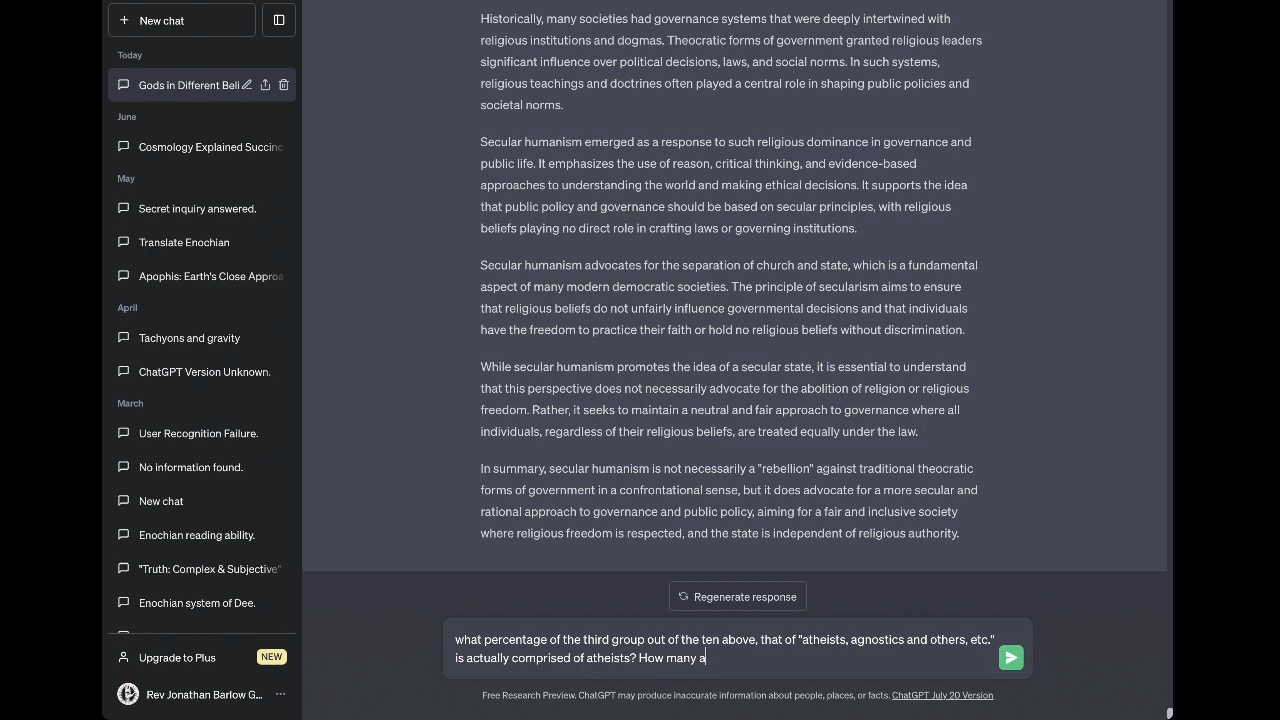 New chat
Today
Gods in Different Beli
June
Cosmology Explained Succinc
May
Secret inquiry answered.
Translate Enochian
Apophis: Earth's Close Approa
April
Tachyons and gravity
ChatGPT Version Unknown.
March
User Recognition Failure.
No information found.
New chat
Enochian reading ability.
"Truth: Complex & Subjective"
Enochian system of Dee.
Upgrade to Plus NEW
Rev Jonathan Barlow G...
Historically, many societies had governance systems that were deeply intertwined with
religious institutions and dogmas. Theocratic forms of government granted religious leaders
significant influence over political decisions, laws, and social norms. In such systems,
religious teachings and doctrines often played a central role in shaping public policies and
societal norms.
Secular humanism emerged as a response to such religious dominance in governance and
public life. It emphasizes the use of reason, critical thinking, and evidence-based
approaches to understanding the world and making ethical decisions. It supports the idea
that public policy and governance should be based on secular principles, with religious
beliefs playing no direct role in crafting laws or governing institutions.
Secular humanism advocates for the separation of church and state, which is a fundamental
aspect of many modern democratic societies. The principle of secularism aims to ensure
that religious beliefs do not unfairly influence governmental decisions and that individuals
have the freedom to practice their faith or hold no religious beliefs without discrimination.
While secular humanism promotes the idea of a secular state, it is essential to understand
that this perspective does not necessarily advocate for the abolition of religion or religious
freedom. Rather, it seeks to maintain a neutral and fair approach to governance where all
individuals, regardless of their religious beliefs, are treated equally under the law.
In summary, secular humanism is not necessarily a "rebellion" against traditional theocratic
forms of government in a confrontational sense, but it does advocate for a more secular and
rational approach to governance and public policy, aiming for a fair and inclusive society
where religious freedom is respected, and the state is independent of religious authority.
Regenerate response
what percentage of the third group out of the ten above, that of "atheists, agnostics and others, etc."
is actually comprised of atheists? How many a
Free Research Preview. ChatGPT may produce inaccurate information about people, places, or facts. ChatGPT July 20 Version